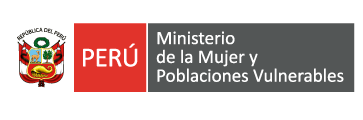 REPÚBLICA DEL PERÚ
PERÚ
Ministerio
de la Mujer y
Poblaciones Vulnerables